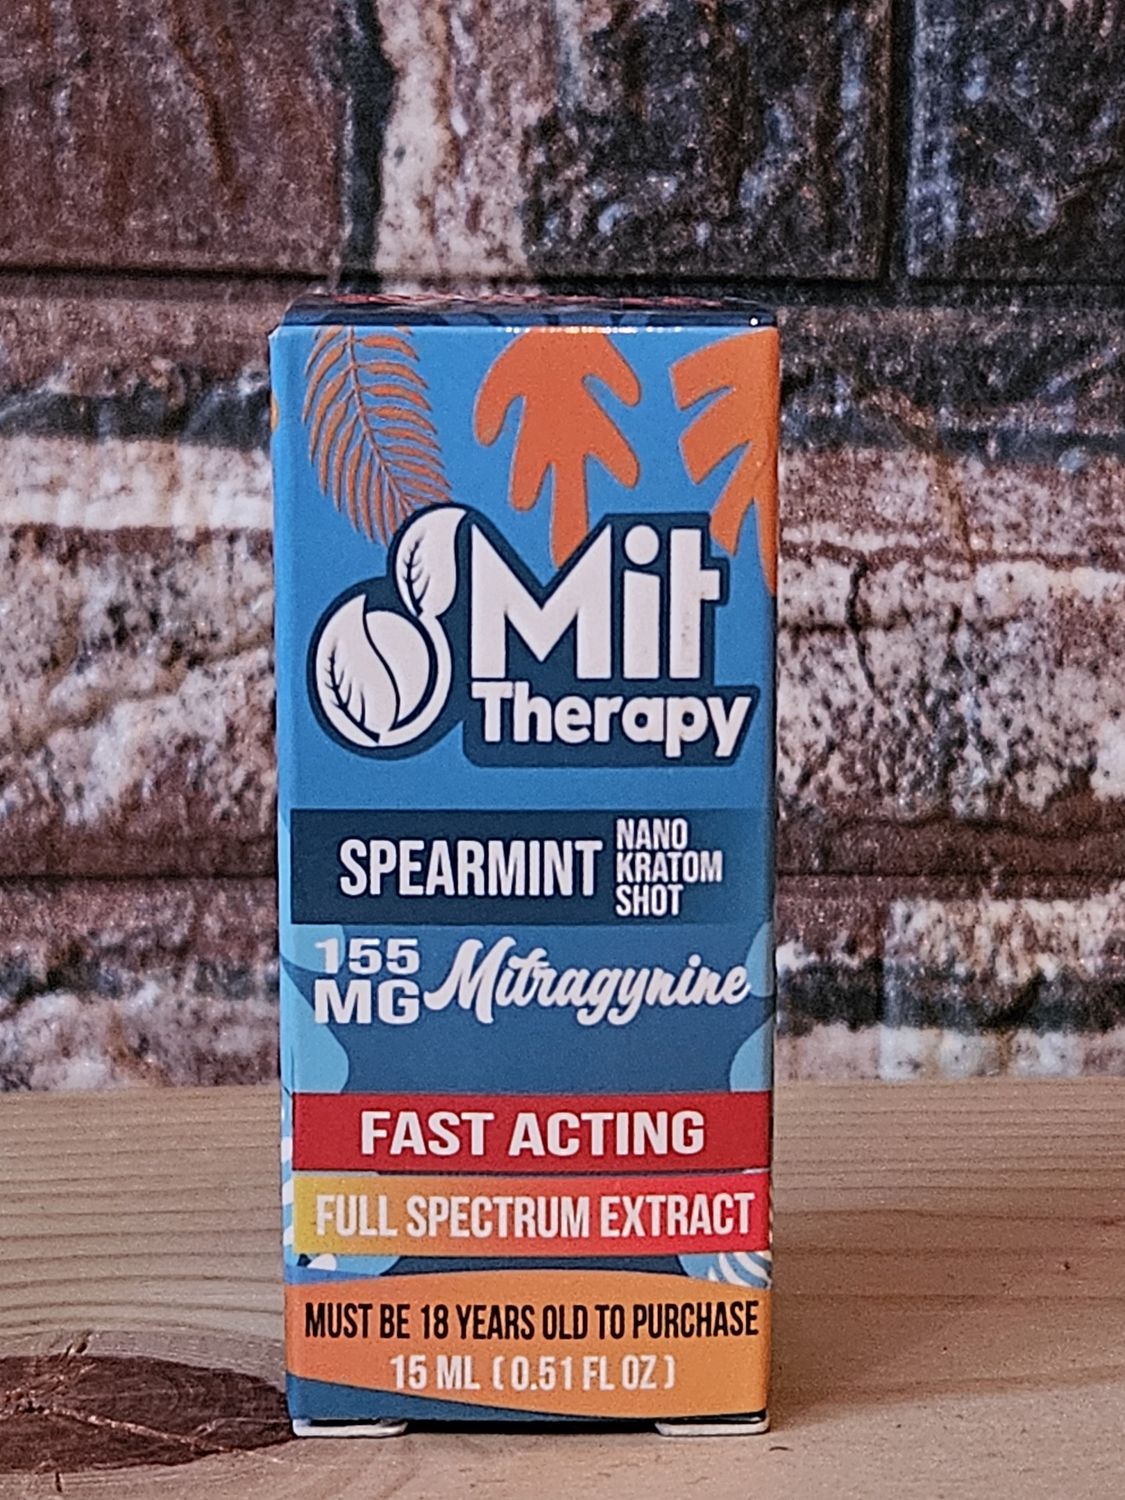 Mit
Therapy
SPEARMINT
NANO
KRATOM
SHOT
155
MG
Mitragynine
FAST ACTING
FULL SPECTRUM EXTRACT
MUST BE 18 YEARS OLD TO PURCHASE
15 ML (0.51 FL OZ)